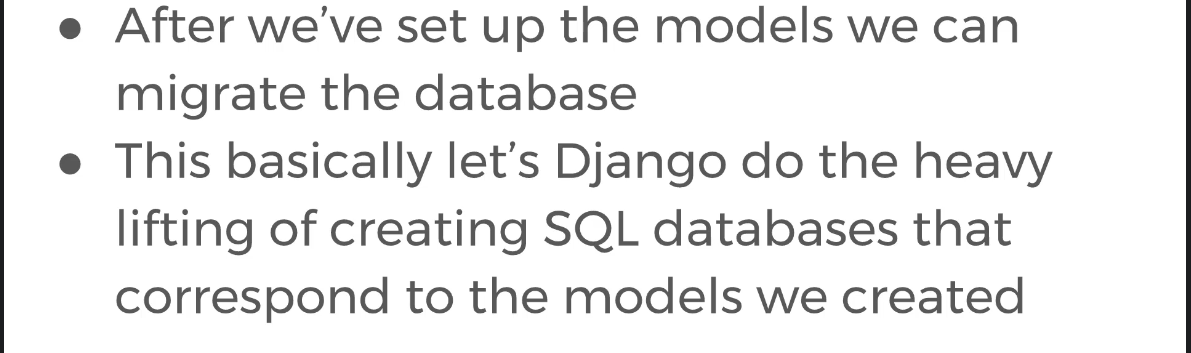 ● After we’ve set up the models we can
migrate the database
● This basically let’s Django do the heavy
lifting of creating SQL databases that
correspond to the models we created